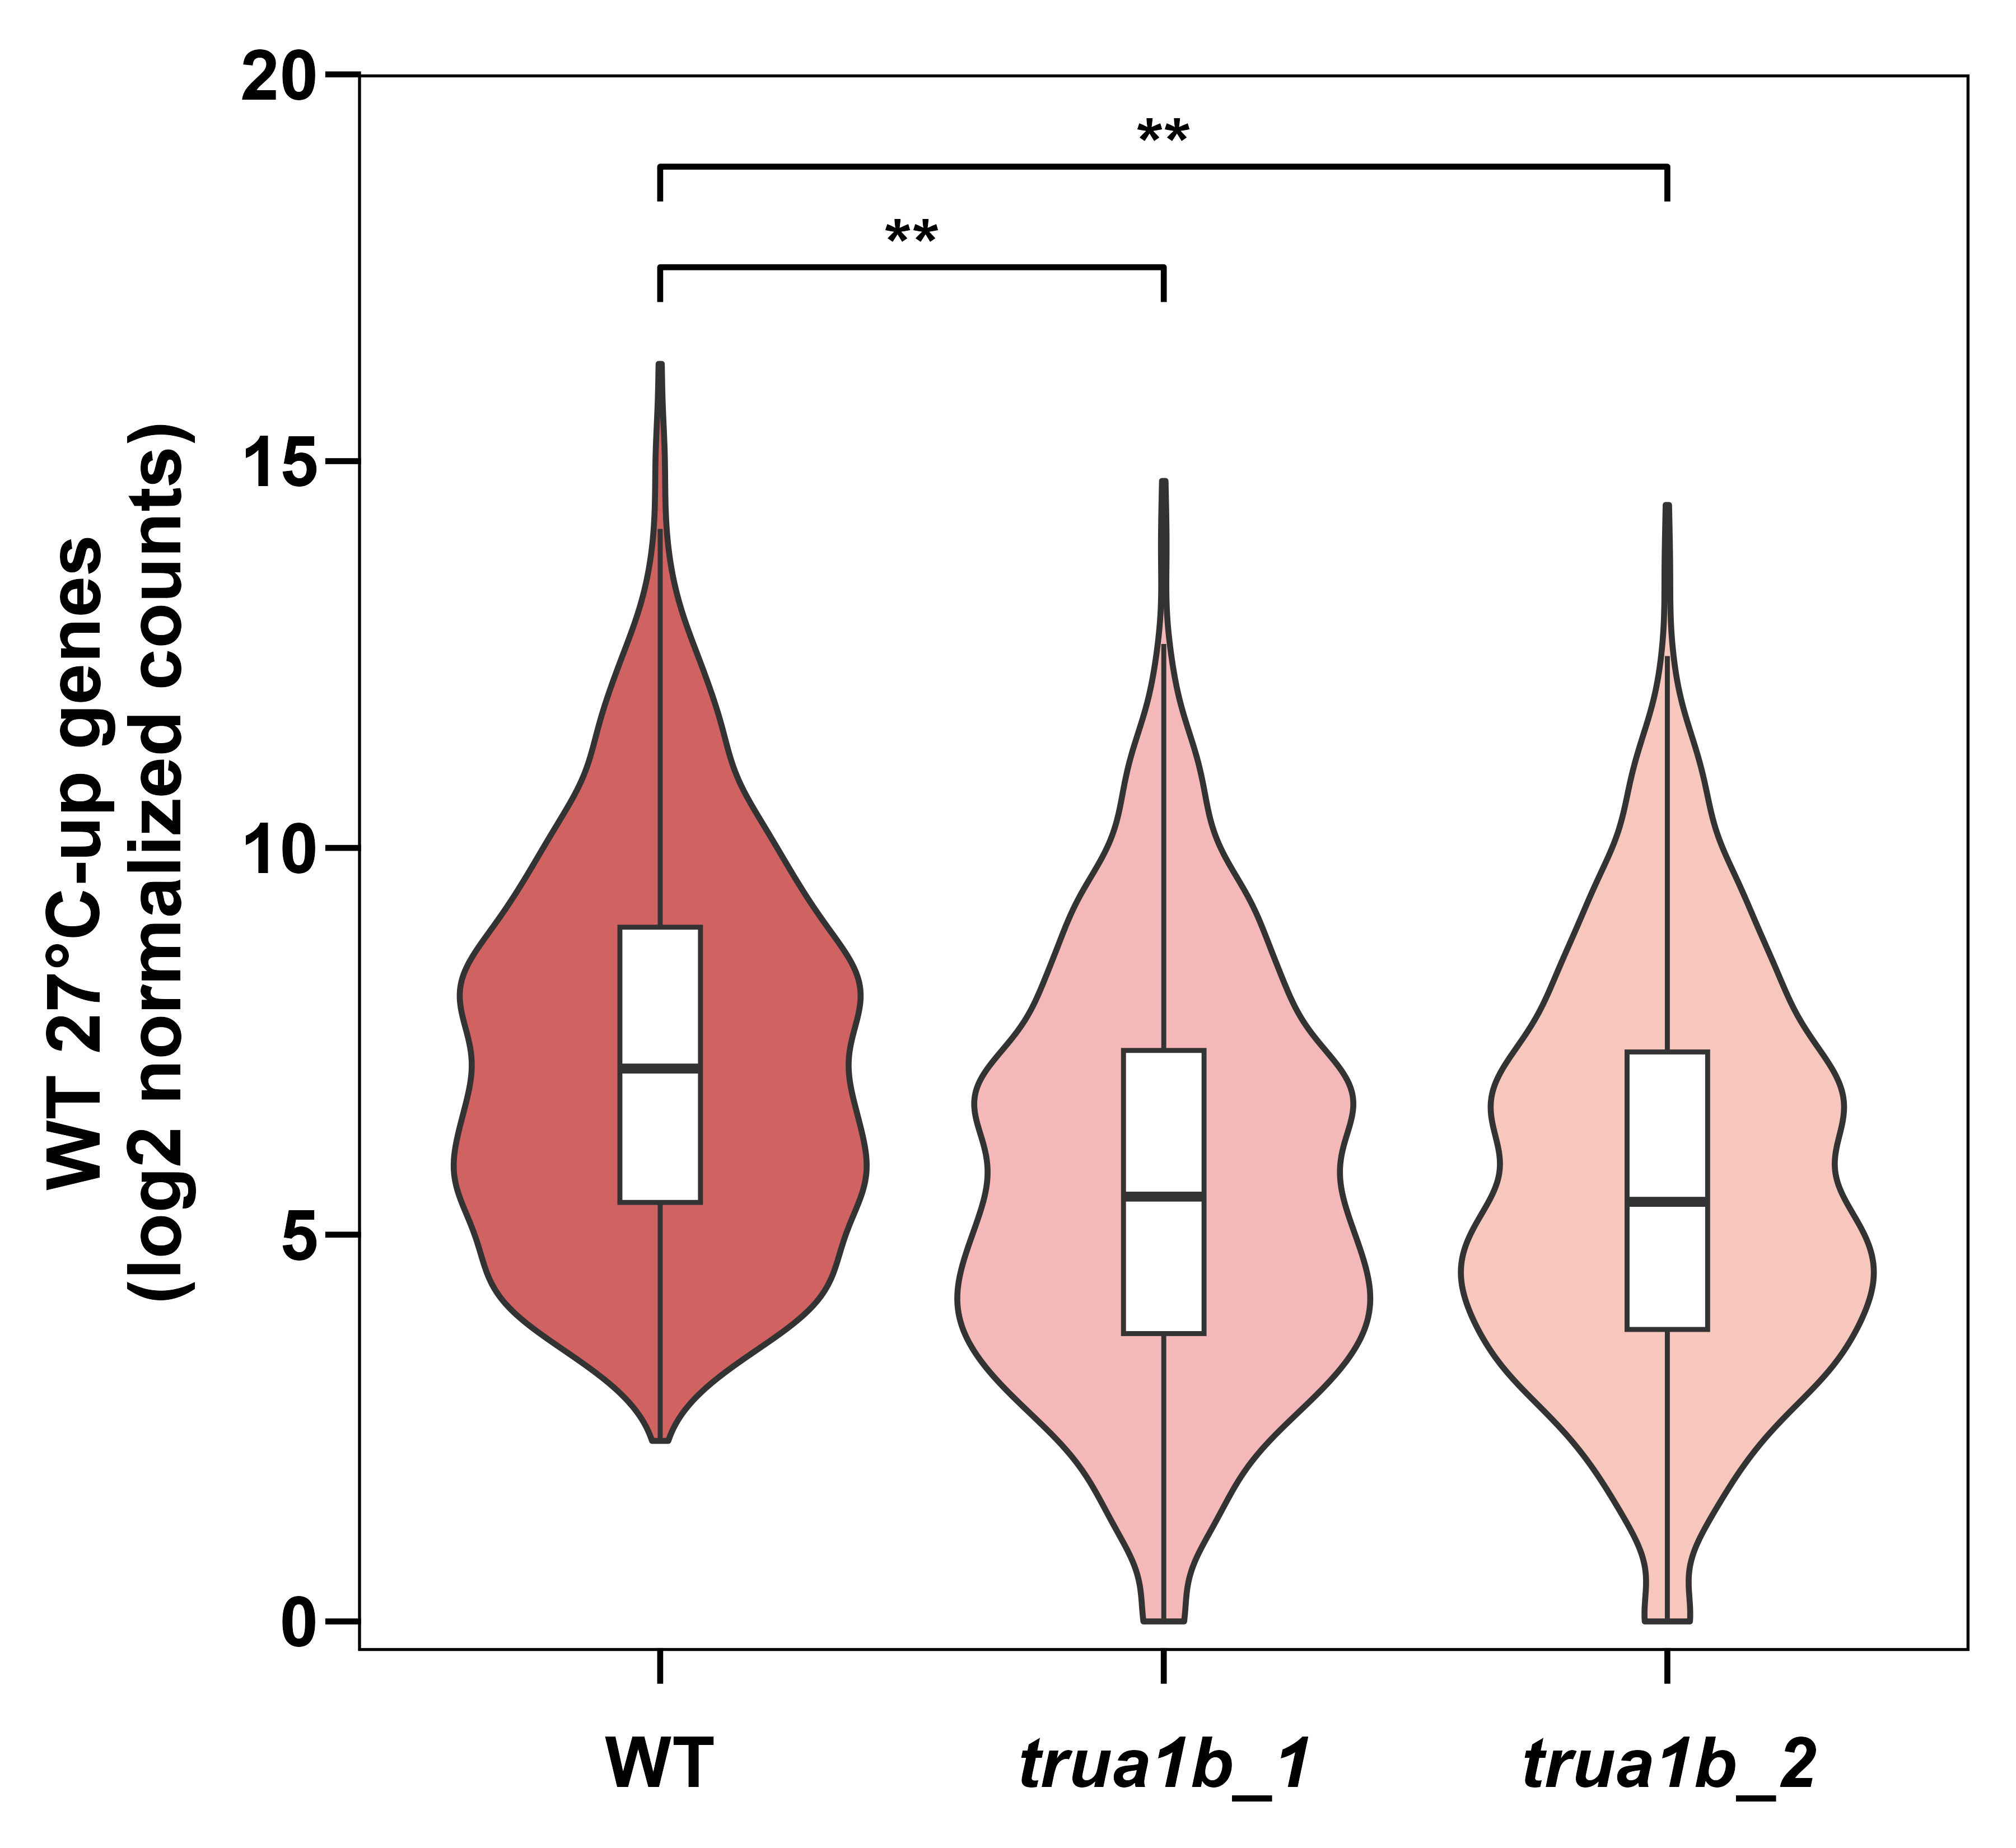 WT 27°C-up genes
(log2 normalized counts)
20
15
10
5
0
**
**
WT
trua1b_1
trua1b_2